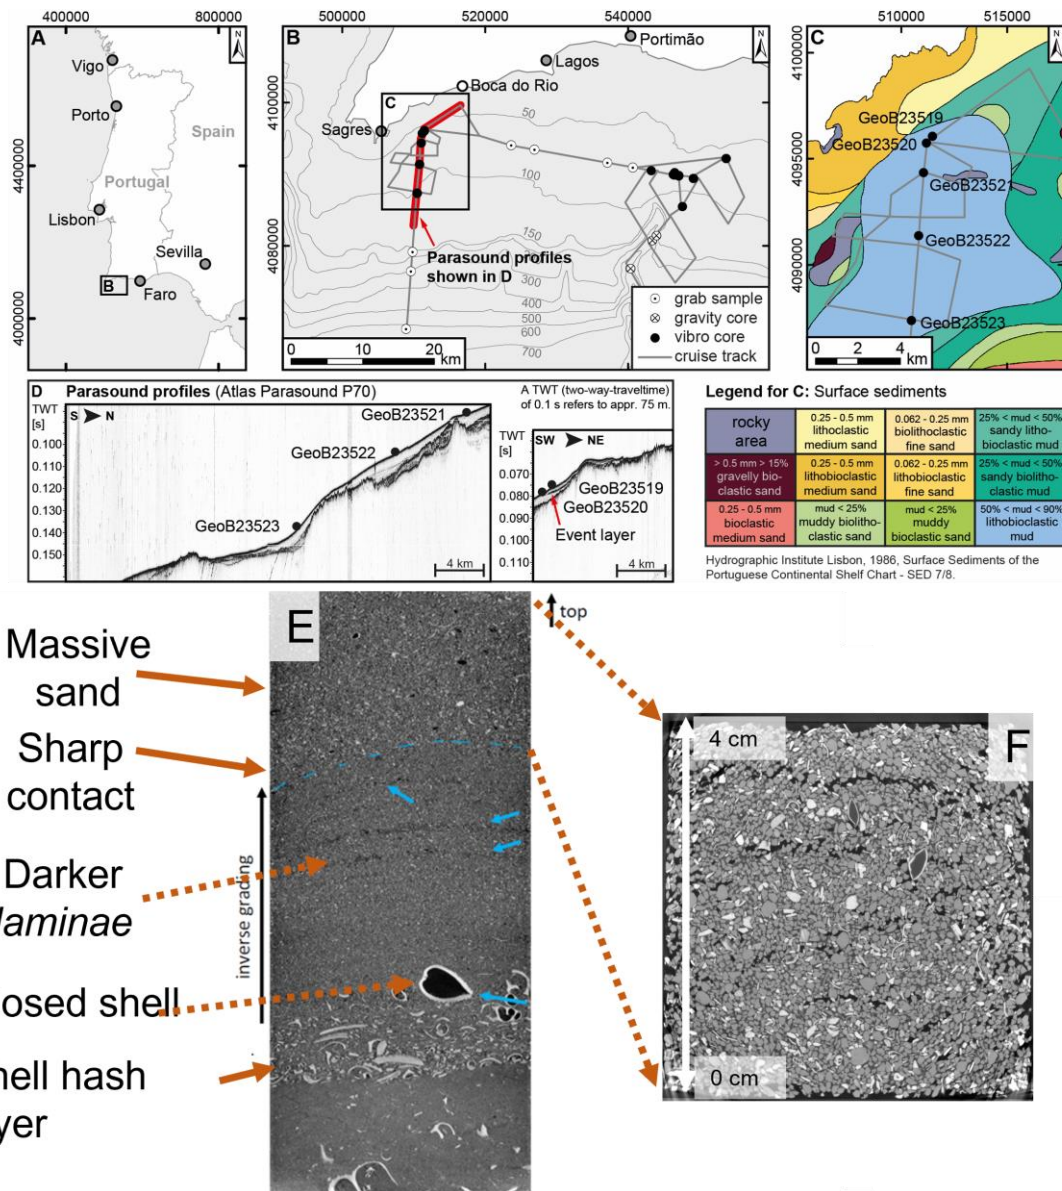 400000
800000
A
N
Vigo
Porto
Spain
Portugal
4400000
Lisbon
Sevilla
B
Faro
4000000
500000
520000
540000
B
N
Portimão
Lagos
Boca do Rio
4100000
C
Sagres
50
100
4080000
150
200
300
400
500
600
700
Parasound profiles
shown in D
grab sample
gravity core
vibro core
cruise track
0
10
20
km
510000
515000
C
N
4100000
GeoB23519
GeoB23520
4095000
GeoB23521
GeoB23522
4090000
GeoB23523
0
2
4
km
D
Parasound profiles (Atlas Parasound P70)
A TWT (two-way-traveltime)
of 0.1 s refers to appr. 75 m.
TWT
[s]
S
N
0.100
0.110
0.120
0.130
0.140
0.150
GeoB23521
GeoB23522
GeoB23523
4 km
TWT
[s]
SW
NE
0.070
0.080
0.090
0.100
0.110
GeoB23519
GeoB23520
Event layer
4 km
Legend for C: Surface sediments
rocky
area
0.25 - 0.5 mm
lithoclastic
medium sand
0.062 - 0.25 mm
biolithoclastic
fine sand
25% < mud < 50%
sandy litho-
bioclastic mud
> 0.5 mm > 15%
gravelly bio-
clastic sand
0.25 - 0.5 mm
lithobioclastic
medium sand
0.062 - 0.25 mm
lithobioclastic
fine sand
25% < mud < 50%
sandy biolitho-
clastic mud
0.25 - 0.5 mm
bioclastic
medium sand
mud < 25%
muddy biolitho-
clastic sand
mud < 25%
muddy
bioclastic sand
50% < mud < 90%
lithobioclastic
mud
Hydrographic Institute Lisbon, 1986, Surface Sediments of the
Portuguese Continental Shelf Chart - SED 7/8.
E
top
Massive
sand
Sharp
contact
Darker
laminae
inverse grading
losed shell
hell hash
yer
F
4 cm
0 cm